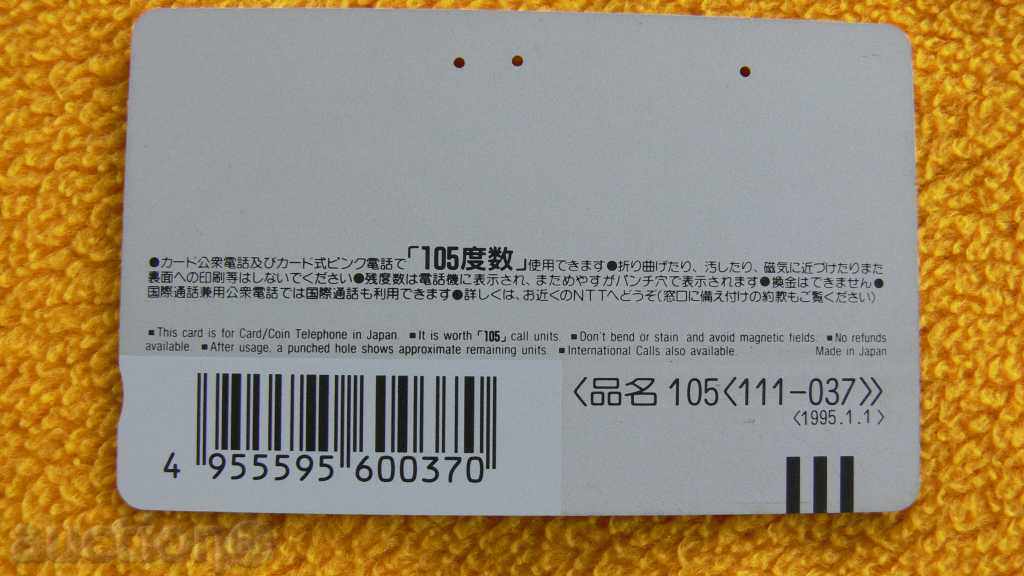 ●カード公衆電話及びカード式ピンク電話で「105度数」使用できます●折り曲げたり、汚したり、磁気に近づけたりまた
裏面への印刷等はしないでください●残度数は電話機に表示され、まためやすがパンチ穴で表示されます●換金はできません●
国際通話兼用公衆電話では国際通話も利用できます●詳しくは、お近くのNTTへどうぞ(窓口に備え付けの約款もご覧ください)
■This card is for Card/Coin Telephone in Japan. ■It is worth「105」call units. ■Don't bend or stain and avoid magnetic fields. ■No refunds
available. ■After usage, a punched hole shows approximate remaining units. ■International Calls also available. Made in Japan
〈品名 105〈111-037〉〉
〈1995.1.1〉
4 955595 600370
auction